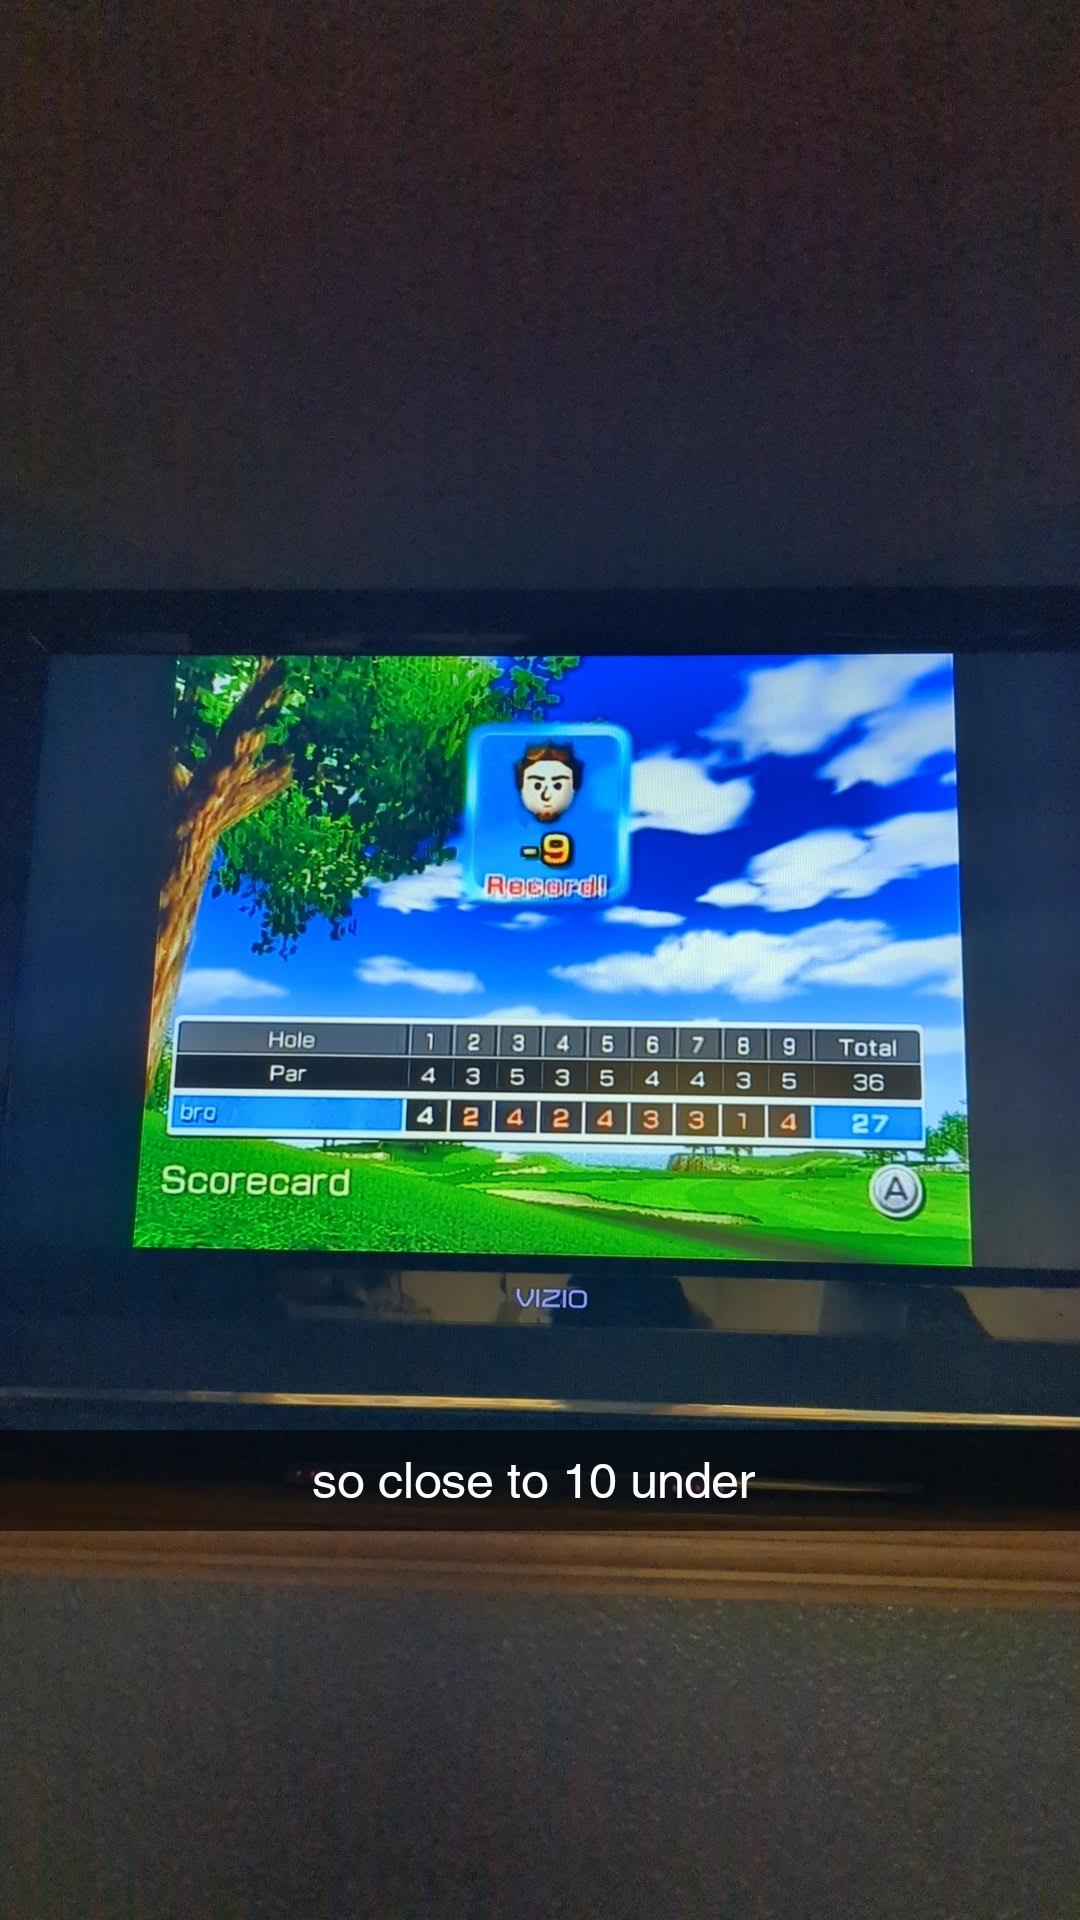 -9
Record!
Hole 1 2 3 4 5 6 7 8 9 Total
Par 4 3 5 3 5 4 4 3 5 36
bro 4 2 4 2 4 3 3 1 4 27
Scorecard
A
VIZIO
so close to 10 under